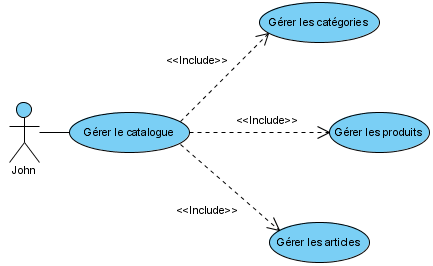 Gérer les catégories
<<Include>>
Gérer le catalogue
<<Include>>
Gérer les produits
John
<<Include>>
Gérer les articles